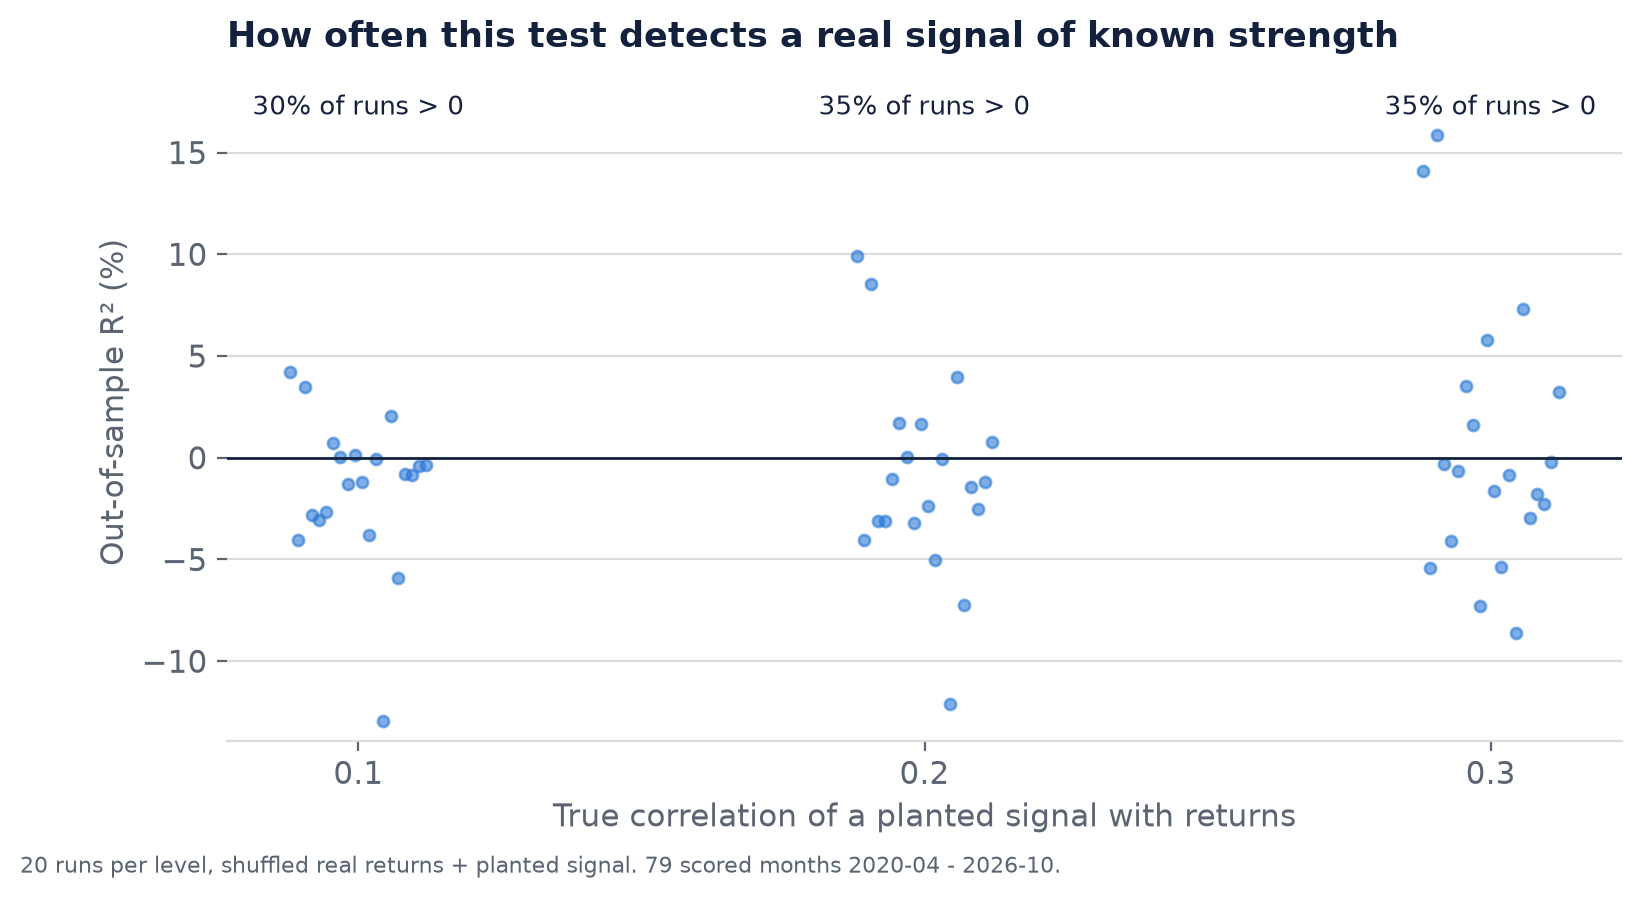 How often this test detects a real signal of known strength
30% of runs > 0
35% of runs > 0
35% of runs > 0
Out-of-sample R² (%)
15
10
5
0
−5
−10
0.1
0.2
0.3
True correlation of a planted signal with returns
20 runs per level, shuffled real returns + planted signal. 79 scored months 2020-04 - 2026-10.